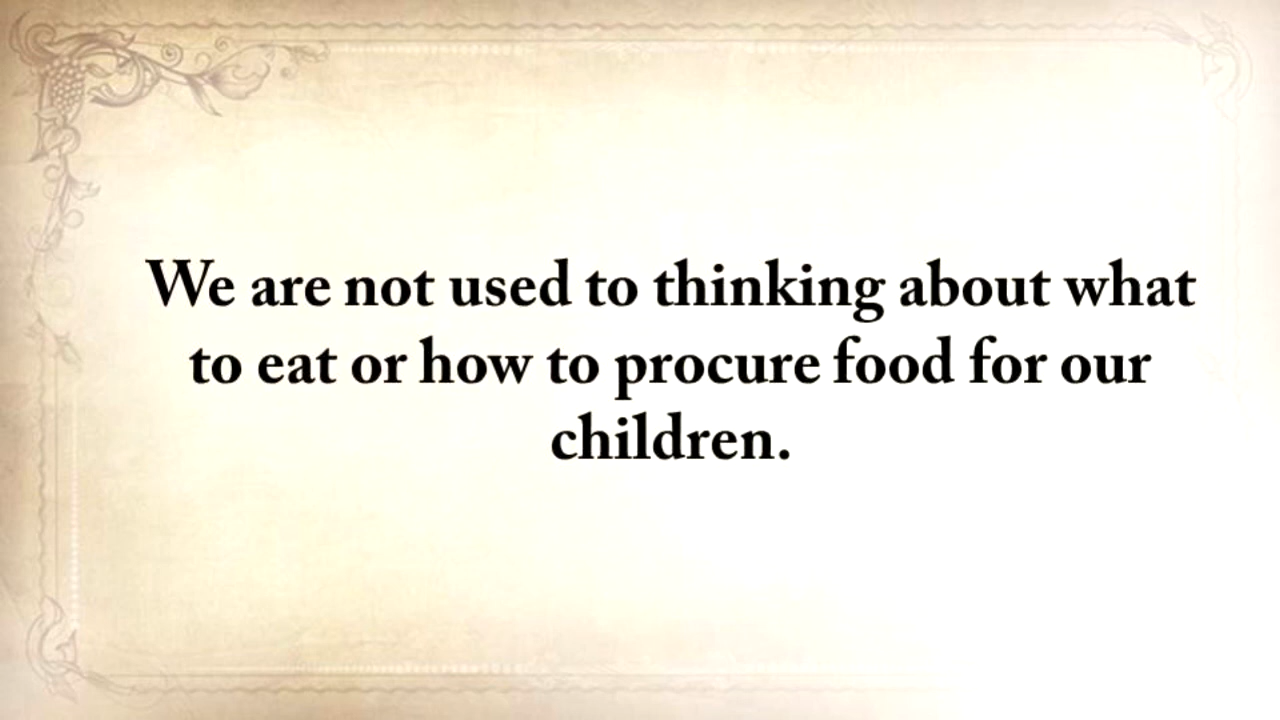 We are not used to thinking about what
to eat or how to procure food for our
children.